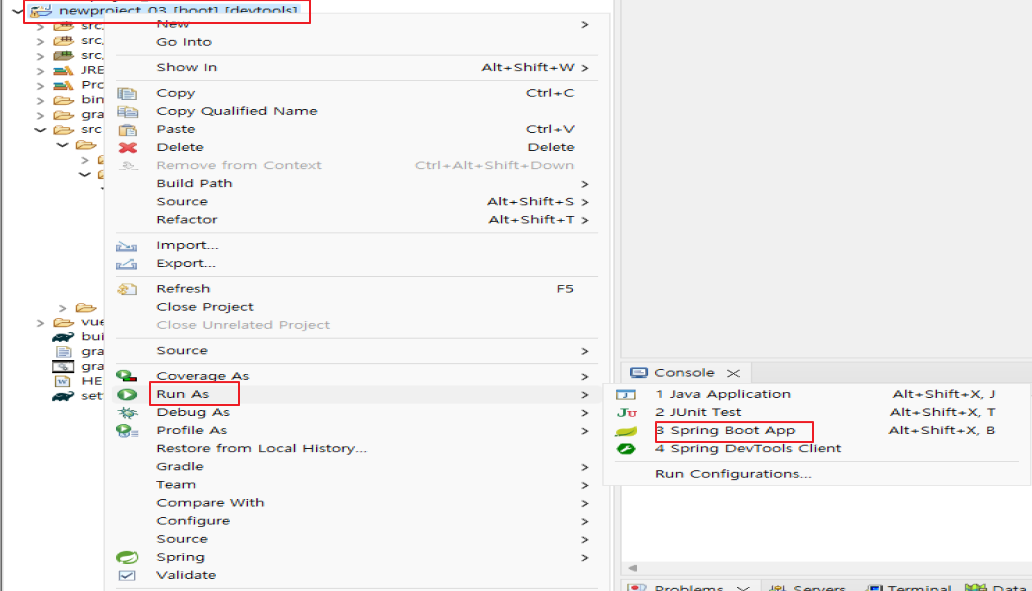 newproject_03 [boot] [devtools]
New
Go Into
Show In Alt+Shift+W
Copy Ctrl+C
Copy Qualified Name
Paste Ctrl+V
Delete Delete
Remove from Context Ctrl+Alt+Shift+Down
Build Path
Source Alt+Shift+S
Refactor Alt+Shift+T
Import...
Export...
Refresh F5
Close Project
Close Unrelated Project
Source
Coverage As
Run As
Debug As
Profile As
Restore from Local History...
Gradle
Team
Compare With
Configure
Source
Spring
Validate
src
src
src
JRE
bin
gra
src
vue
bui
gra
gra
HE
set
Console
1 Java Application Alt+Shift+X, J
2 JUnit Test Alt+Shift+X, T
3 Spring Boot App Alt+Shift+X, B
4 Spring DevTools Client
Run Configurations...
Problems Servers Terminal Data